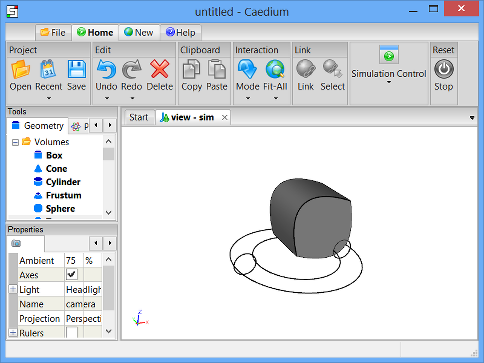 untitled - Caedium
File Home New Help
Project Edit Clipboard Interaction Link Reset
Open Recent Save Undo Redo Delete Copy Paste Mode Fit-All Link Select Simulation Control Stop
31
Tools
Geometry
Volumes
Box
Cone
Cylinder
Frustum
Sphere
Start view - sim
Properties
Ambient 75 %
Axes
Light Headligh
Name camera
Projection Perspecti
Rulers
z
x